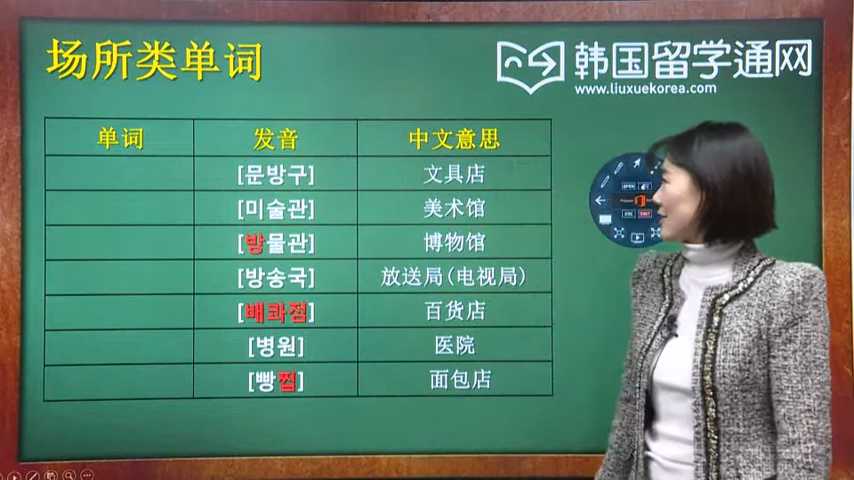 场所类单词
韩国留学通网
www.liuxuekorea.com
单词 发音 中文意思
[문방구] 文具店
[미술관] 美术馆
[방물관] 博物馆
[방송국] 放送局(电视局)
[배콰점] 百货店
[병원] 医院
[빵찝] 面包店